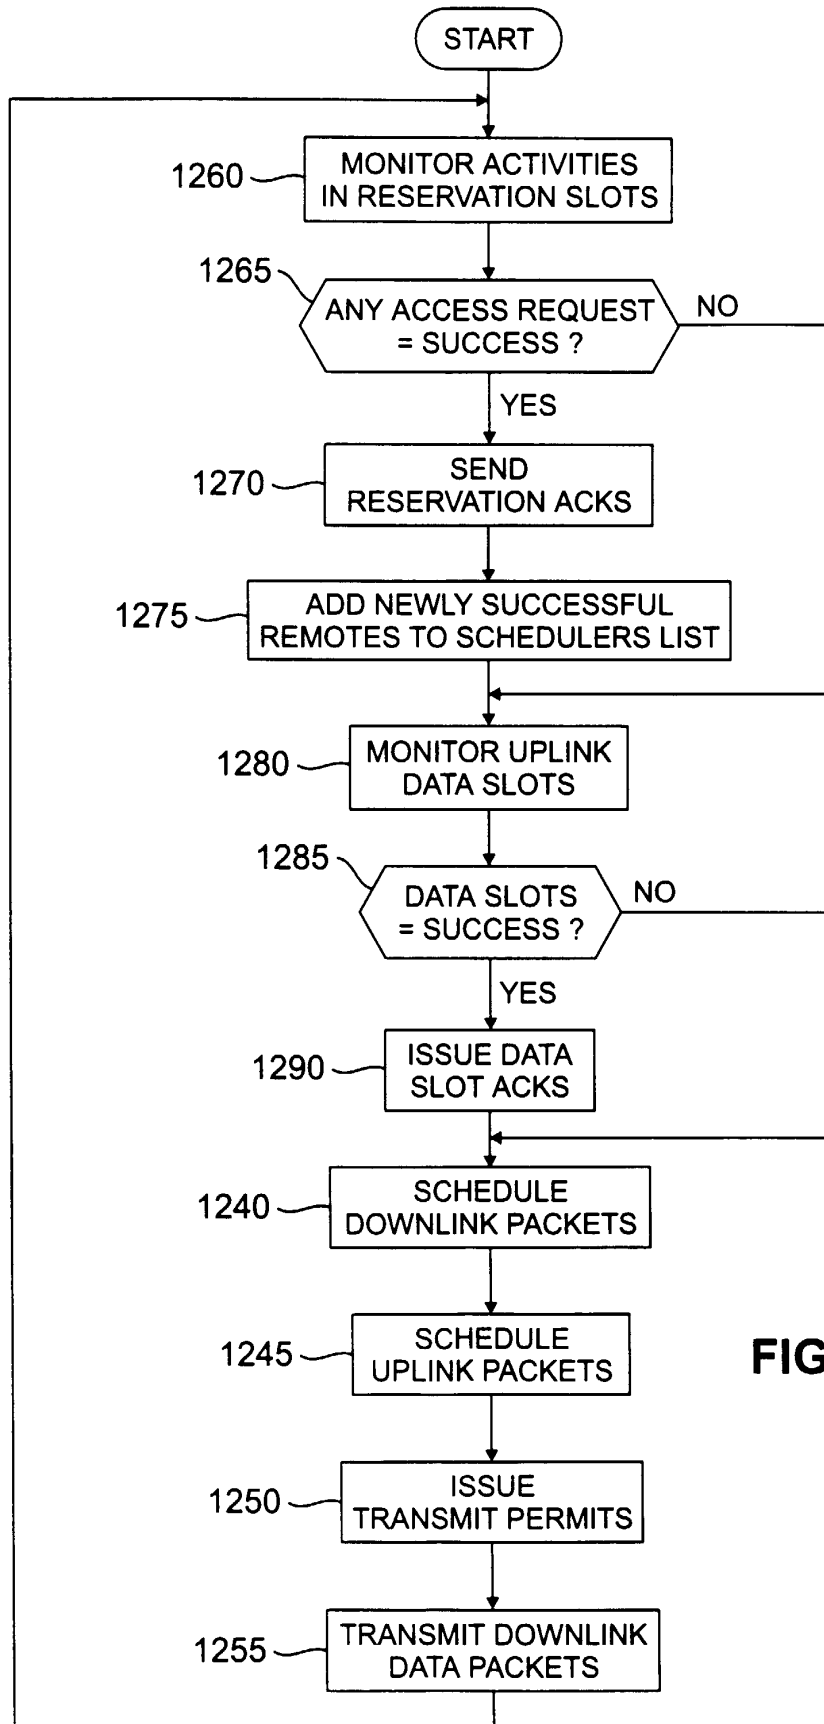 START
1260
MONITOR ACTIVITIES
IN RESERVATION SLOTS
1265
ANY ACCESS REQUEST
= SUCCESS ?
NO
YES
1270
SEND
RESERVATION ACKS
1275
ADD NEWLY SUCCESSFUL
REMOTES TO SCHEDULERS LIST
1280
MONITOR UPLINK
DATA SLOTS
1285
DATA SLOTS
= SUCCESS ?
NO
YES
1290
ISSUE DATA
SLOT ACKS
1240
SCHEDULE
DOWNLINK PACKETS
1245
SCHEDULE
UPLINK PACKETS
FIG
1250
ISSUE
TRANSMIT PERMITS
1255
TRANSMIT DOWNLINK
DATA PACKETS